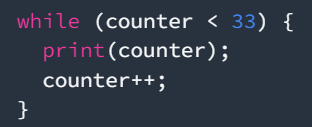 while (counter < 33) {
  print(counter);
  counter++;
}